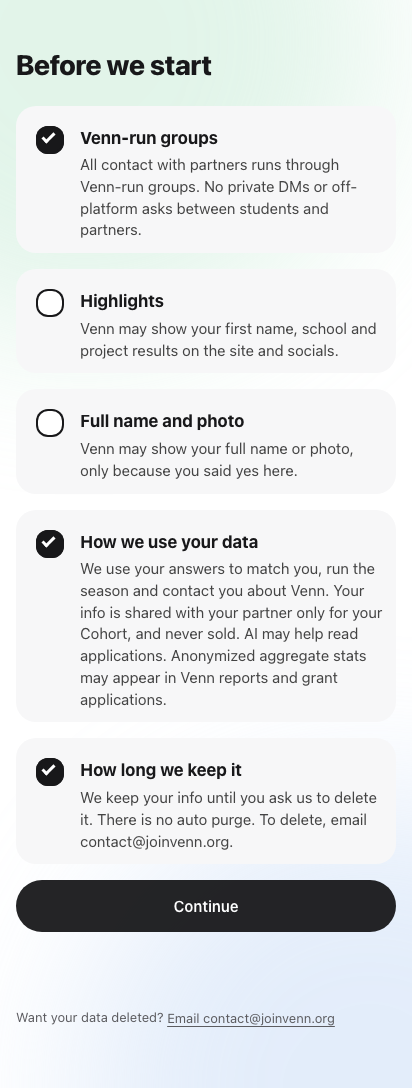 Before we start
Venn-run groups
All contact with partners runs through
Venn-run groups. No private DMs or off-
platform asks between students and
partners.
Highlights
Venn may show your first name, school and
project results on the site and socials.
Full name and photo
Venn may show your full name or photo,
only because you said yes here.
How we use your data
We use your answers to match you, run the
season and contact you about Venn. Your
info is shared with your partner only for your
Cohort, and never sold. AI may help read
applications. Anonymized aggregate stats
may appear in Venn reports and grant
applications.
How long we keep it
We keep your info until you ask us to delete
it. There is no auto purge. To delete, email
contact@joinvenn.org.
Continue
Want your data deleted? Email contact@joinvenn.org